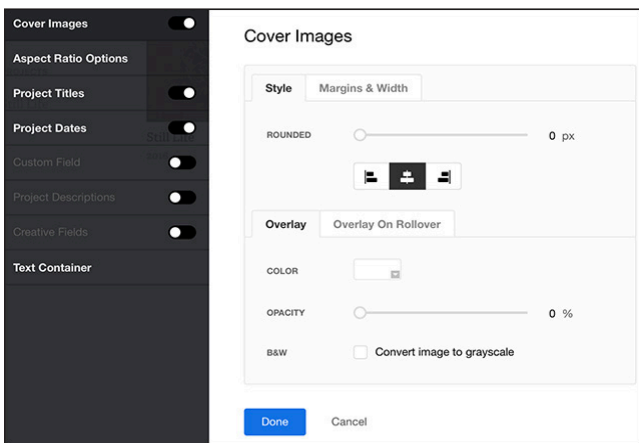 Cover Images
Aspect Ratio Options
Project Titles
Project Dates
Still Life
Custom Field
Project Descriptions
Creative Fields
Text Container
Cover Images
Style Margins & Width
ROUNDED 0 px
Overlay Overlay On Rollover
COLOR
OPACITY 0 %
B&W Convert image to grayscale
Done Cancel